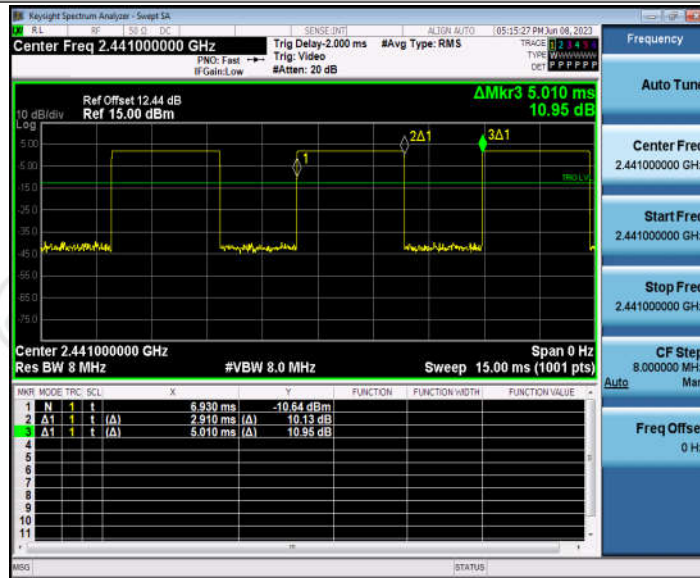 Keysight Spectrum Analyzer - Swept SA
RL RF 50 Ω DC SENSE:INT ALIGN AUTO 05:15:27 PM Jun 08, 2023
Center Freq 2.441000000 GHz
PNO: Fast
IFGain:Low
Trig Delay-2.000 ms
Trig: Video
#Atten: 20 dB
#Avg Type: RMS
TRACE 1 2 3 4 5 6
TYPE WWWWWW
DET P P P P P P
Frequency
Ref Offset 12.44 dB
10 dB/div Ref 15.00 dBm
Log
ΔMkr3 5.010 ms
10.95 dB
5.00
-5.00
-15.0
-25.0
-35.0
-45.0
-55.0
-65.0
-75.0
1
2Δ1
3Δ1
TRIG LVL
Center 2.441000000 GHz Span 0 Hz
Res BW 8 MHz #VBW 8.0 MHz Sweep 15.00 ms (1001 pts)
MKR MODE TRC SCL X Y FUNCTION FUNCTION WIDTH FUNCTION VALUE
1 N 1 t 6.930 ms -10.64 dBm
2 Δ1 1 t (Δ) 2.910 ms (Δ) 10.13 dB
3 Δ1 1 t (Δ) 5.010 ms (Δ) 10.95 dB
4
5
6
7
8
9
10
11
MSG STATUS
Auto Tune
Center Freq
2.441000000 GHz
Start Freq
2.441000000 GHz
Stop Freq
2.441000000 GHz
CF Step
8.000000 MHz
Auto Man
Freq Offset
0 Hz